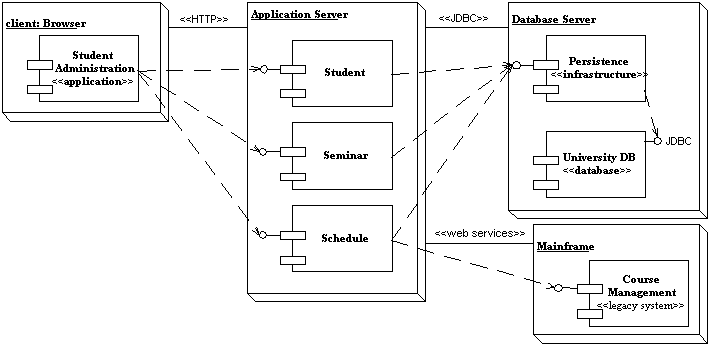 client: Browser
Student
Administration
<<application>>
<<HTTP>>
Application Server
Student
Seminar
Schedule
<<JDBC>>
Database Server
Persistence
<<infrastructure>>
JDBC
University DB
<<database>>
<<web services>>
Mainframe
Course
Management
<<legacy system>>